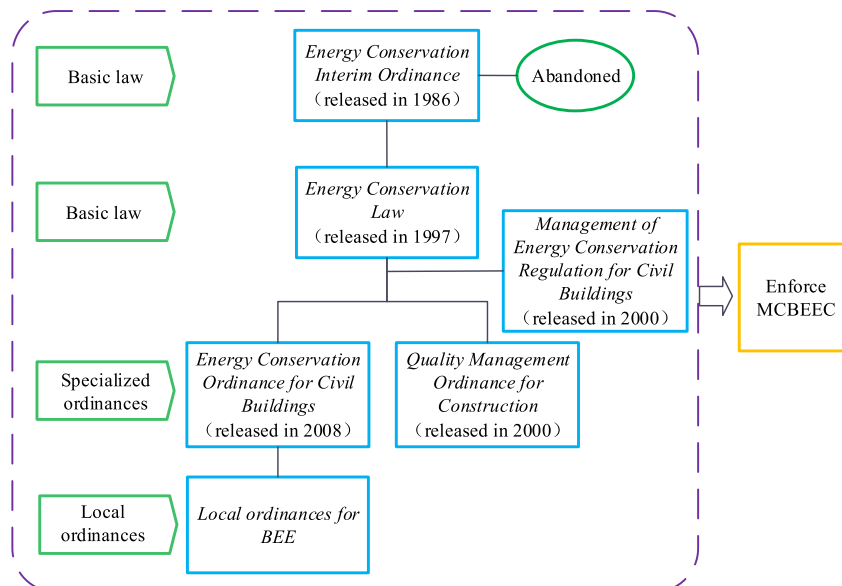 Basic law
Energy Conservation
Interim Ordinance
（released in 1986）
Abandoned
Basic law
Energy Conservation
Law
（released in 1997）
Management of
Energy Conservation
Regulation for Civil
Buildings
（released in 2000）
Enforce
MCBEEC
Specialized
ordinances
Energy Conservation
Ordinance for Civil
Buildings
（released in 2008）
Quality Management
Ordinance for
Construction
（released in 2000）
Local
ordinances
Local ordinances for
BEE